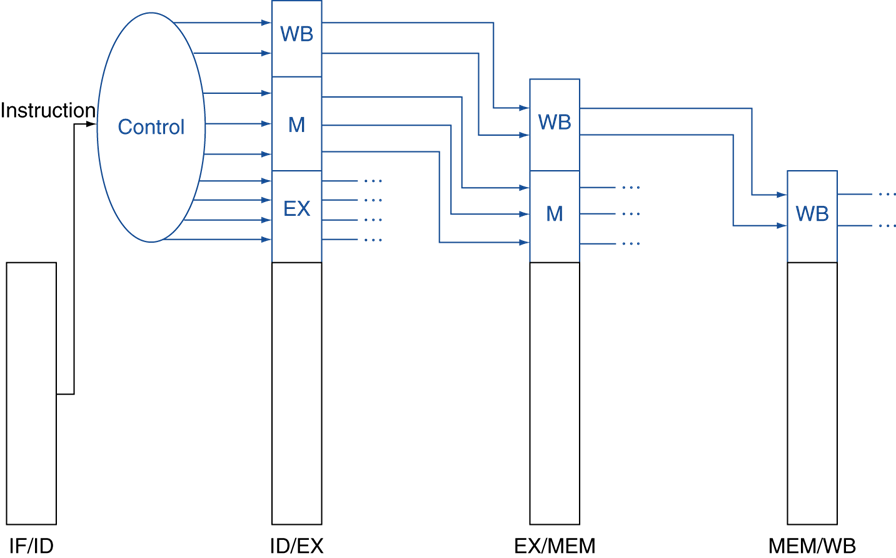 WB
Instruction
Control
M
WB
EX
...
...
...
...
M
...
...
...
WB
...
...
IF/ID
ID/EX
EX/MEM
MEM/WB